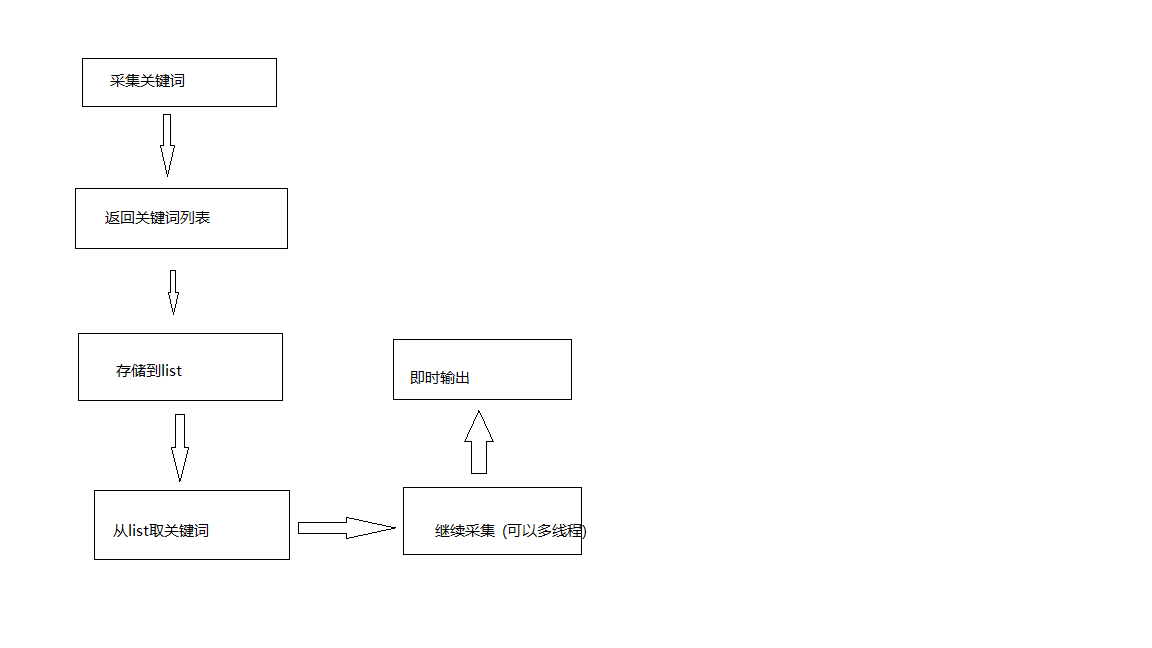 采集关键词
返回关键词列表
存储到list
从list取关键词
继续采集 (可以多线程)
即时输出